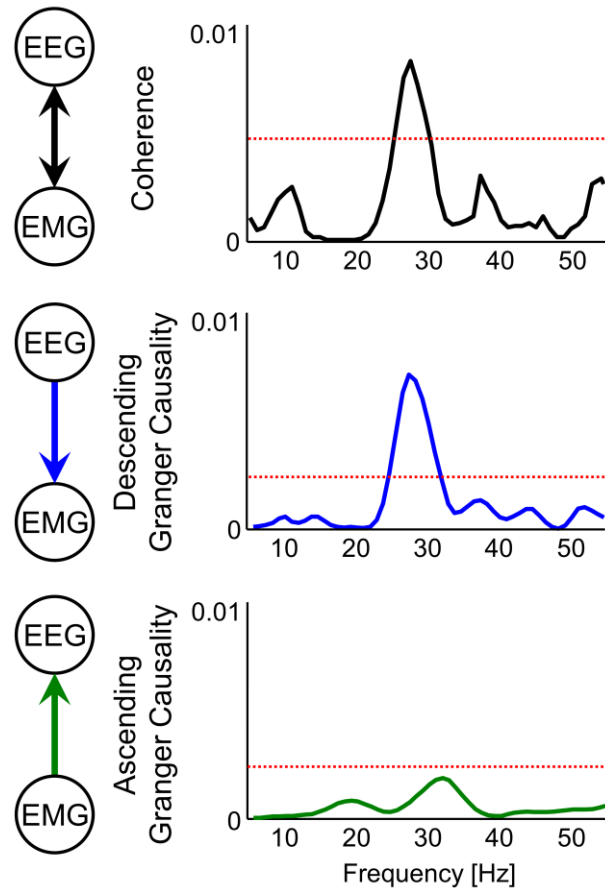 EEG
EMG
Coherence
0.01
0
10 20 30 40 50
EEG
EMG
Descending
Granger Causality
0.01
0
10 20 30 40 50
EEG
EMG
Ascending
Granger Causality
0.01
0
10 20 30 40 50
Frequency [Hz]